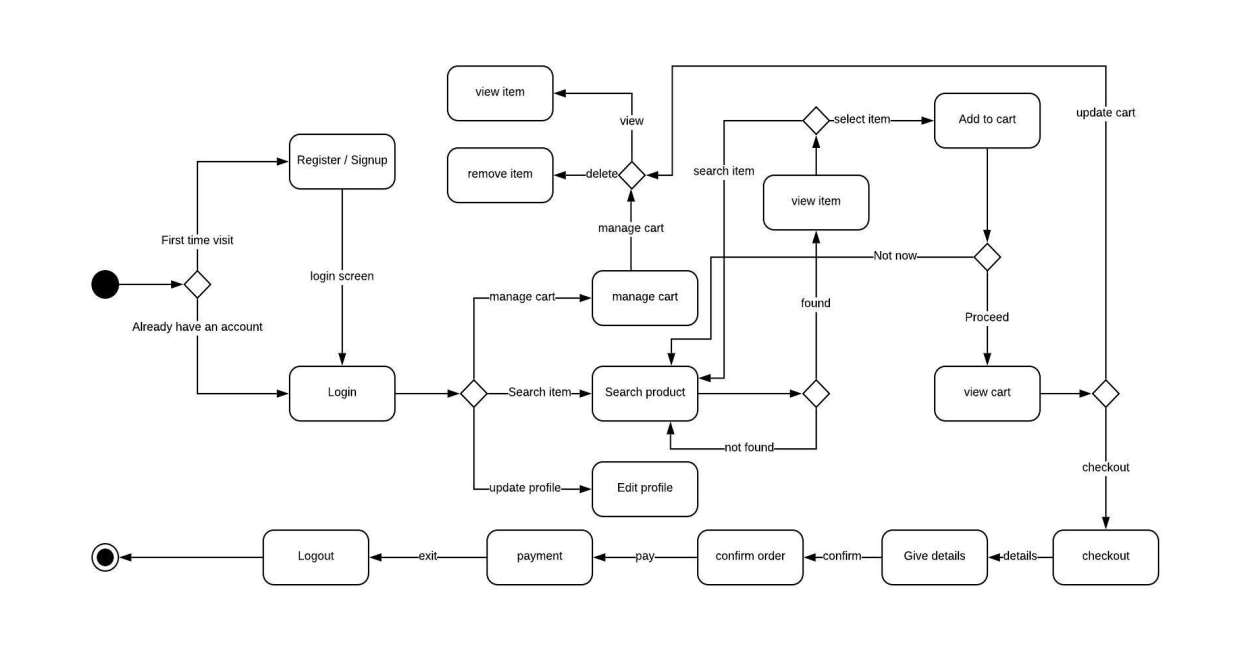 view item
update cart
select item
Add to cart
view
Register / Signup
remove item
delete
search item
view item
First time visit
manage cart
Not now
login screen
manage cart
manage cart
found
Proceed
Already have an account
Login
Search item
Search product
view cart
not found
checkout
update profile
Edit profile
Logout
exit
payment
pay
confirm order
confirm
Give details
details
checkout